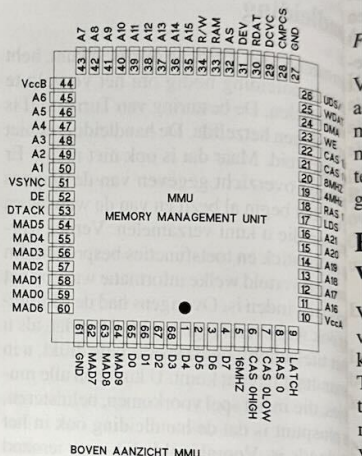 A7
A8
A9
A10
A11
A12
A13
A14
A15
R/W
RAM
AS
DEV
RDAT
DCVC
CMPCS
GND
43
42
41
40
39
38
37
36
35
34
33
32
31
30
29
28
27
VccB 44
A6 45
A5 46
A4 47
A3 48
A2 49
A1 50
VSYNC 51
DE 52
DTACK 53
MAD5 54
MAD4 55
MAD3 56
MAD2 57
MAD1 58
MAD0 59
MAD6 60
MMU
MEMORY MANAGEMENT UNIT
26 UDS
25 WDAT
24 DMA
23 WE
22 CAS
21 CAS
20 8MHZ
19 4MHz
18 RAS
17 LDS
16 A21
15 A20
14 A19
13 A18
12 A17
11 A16
10 VccA
61
62
63
64
65
66
67
68
1
2
3
4
5
6
7
8
9
GND
MAD7
MAD8
MAD9
D0
D1
D2
D3
D4
D5
D6
D7
16MHZ
CAS 0HIGH
CAS 0LOW
RAS 0
LATCH
BOVEN AANZICHT MMU